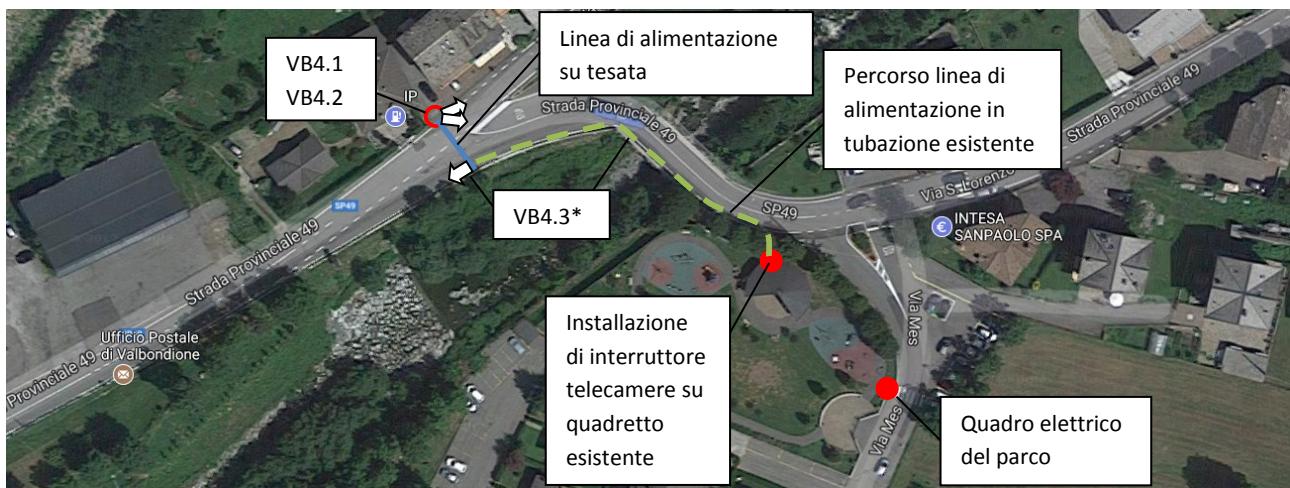 VB4.1
VB4.2
Linea di alimentazione
su tesata
Percorso linea di
alimentazione in
tubazione esistente
IP
Strada Provinciale 49
Strada Provinciale 49
SP49
VB4.3*
SP49
Via S. Lorenzo
INTESA
SANPAOLO SPA
Strada Provinciale 49
Via Mes
Installazione
di interruttore
telecamere su
quadretto
esistente
Ufficio Postale
di Valbondione
Provinciale 49
Via Mes
Quadro elettrico
del parco